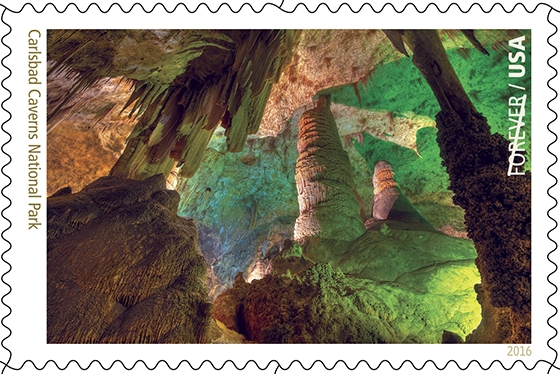 Carlsbad Caverns National Park
FOREVER / USA
2016